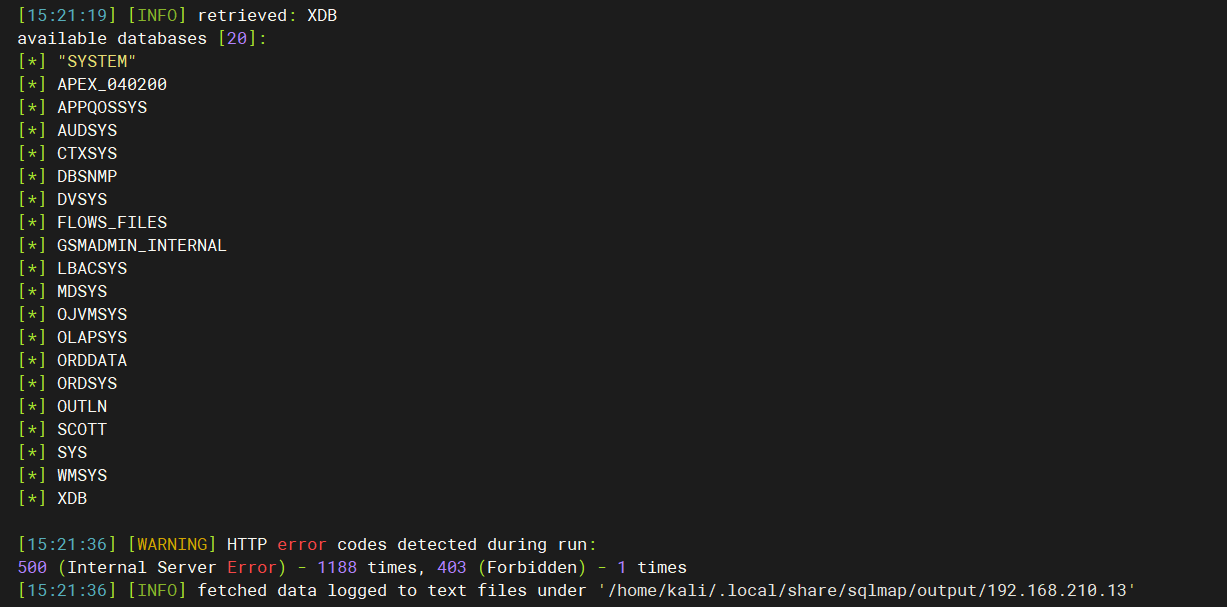 [15:21:19] [INFO] retrieved: XDB
available databases [20]:
[*] "SYSTEM"
[*] APEX_040200
[*] APPQOSSYS
[*] AUDSYS
[*] CTXSYS
[*] DBSNMP
[*] DVSYS
[*] FLOWS_FILES
[*] GSMADMIN_INTERNAL
[*] LBACSYS
[*] MDSYS
[*] OJVMSYS
[*] OLAPSYS
[*] ORDDATA
[*] ORDSYS
[*] OUTLN
[*] SCOTT
[*] SYS
[*] WMSYS
[*] XDB
[15:21:36] [WARNING] HTTP error codes detected during run:
500 (Internal Server Error) - 1188 times, 403 (Forbidden) - 1 times
[15:21:36] [INFO] fetched data logged to text files under '/home/kali/.local/share/sqlmap/output/192.168.210.13'